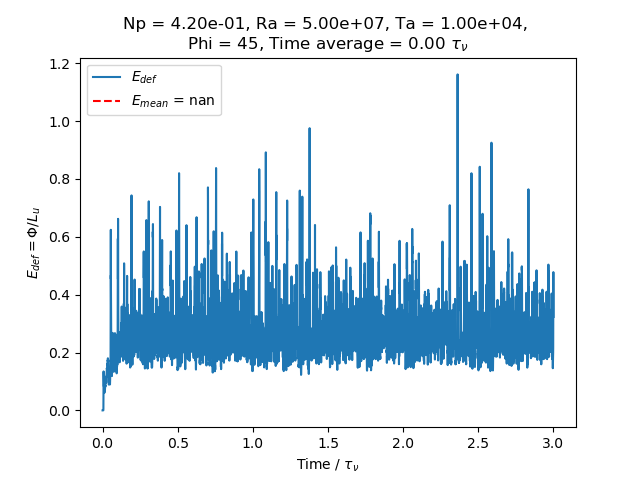 Np = 4.20e-01, Ra = 5.00e+07, Ta = 1.00e+04,
Phi = 45, Time average = 0.00 τ_ν
E_def
E_mean = nan
E_def = Φ/L_u
1.2
1.0
0.8
0.6
0.4
0.2
0.0
0.0 0.5 1.0 1.5 2.0 2.5 3.0
Time / τ_ν